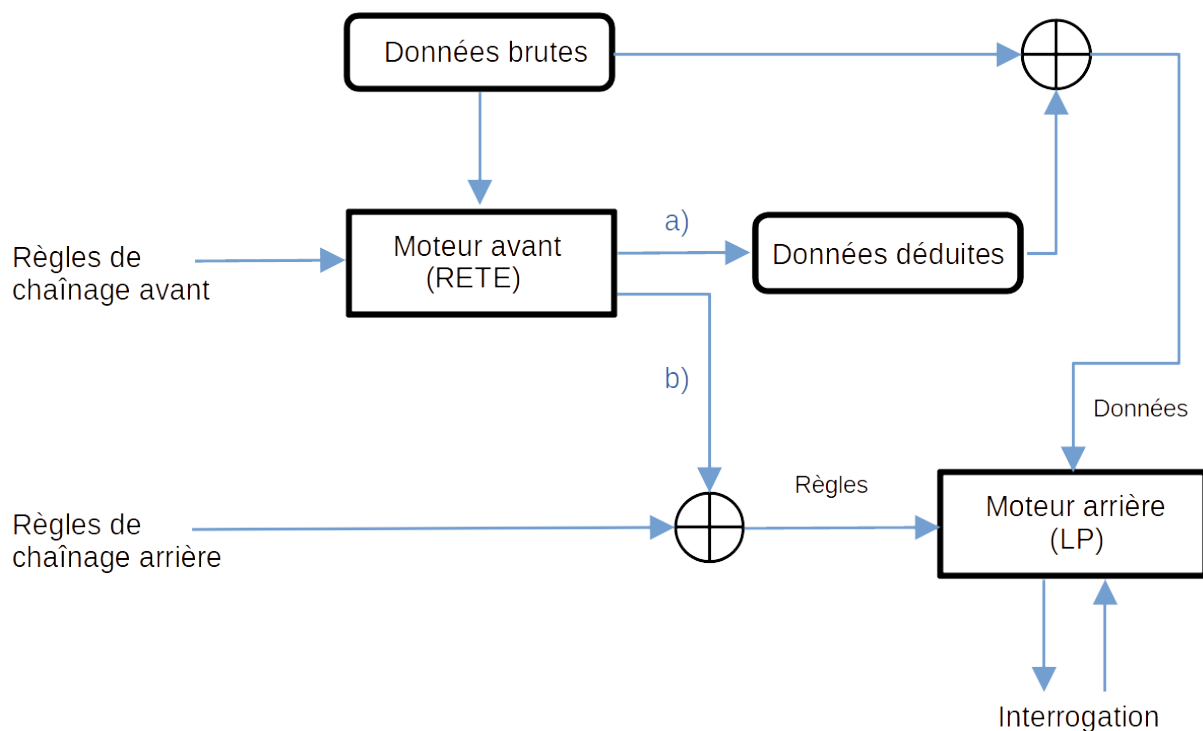 Données brutes
a)
Règles de
chaînage avant
Moteur avant
(RETE)
Données déduites
b)
Données
Règles
Règles de
chaînage arrière
Moteur arrière
(LP)
Interrogation